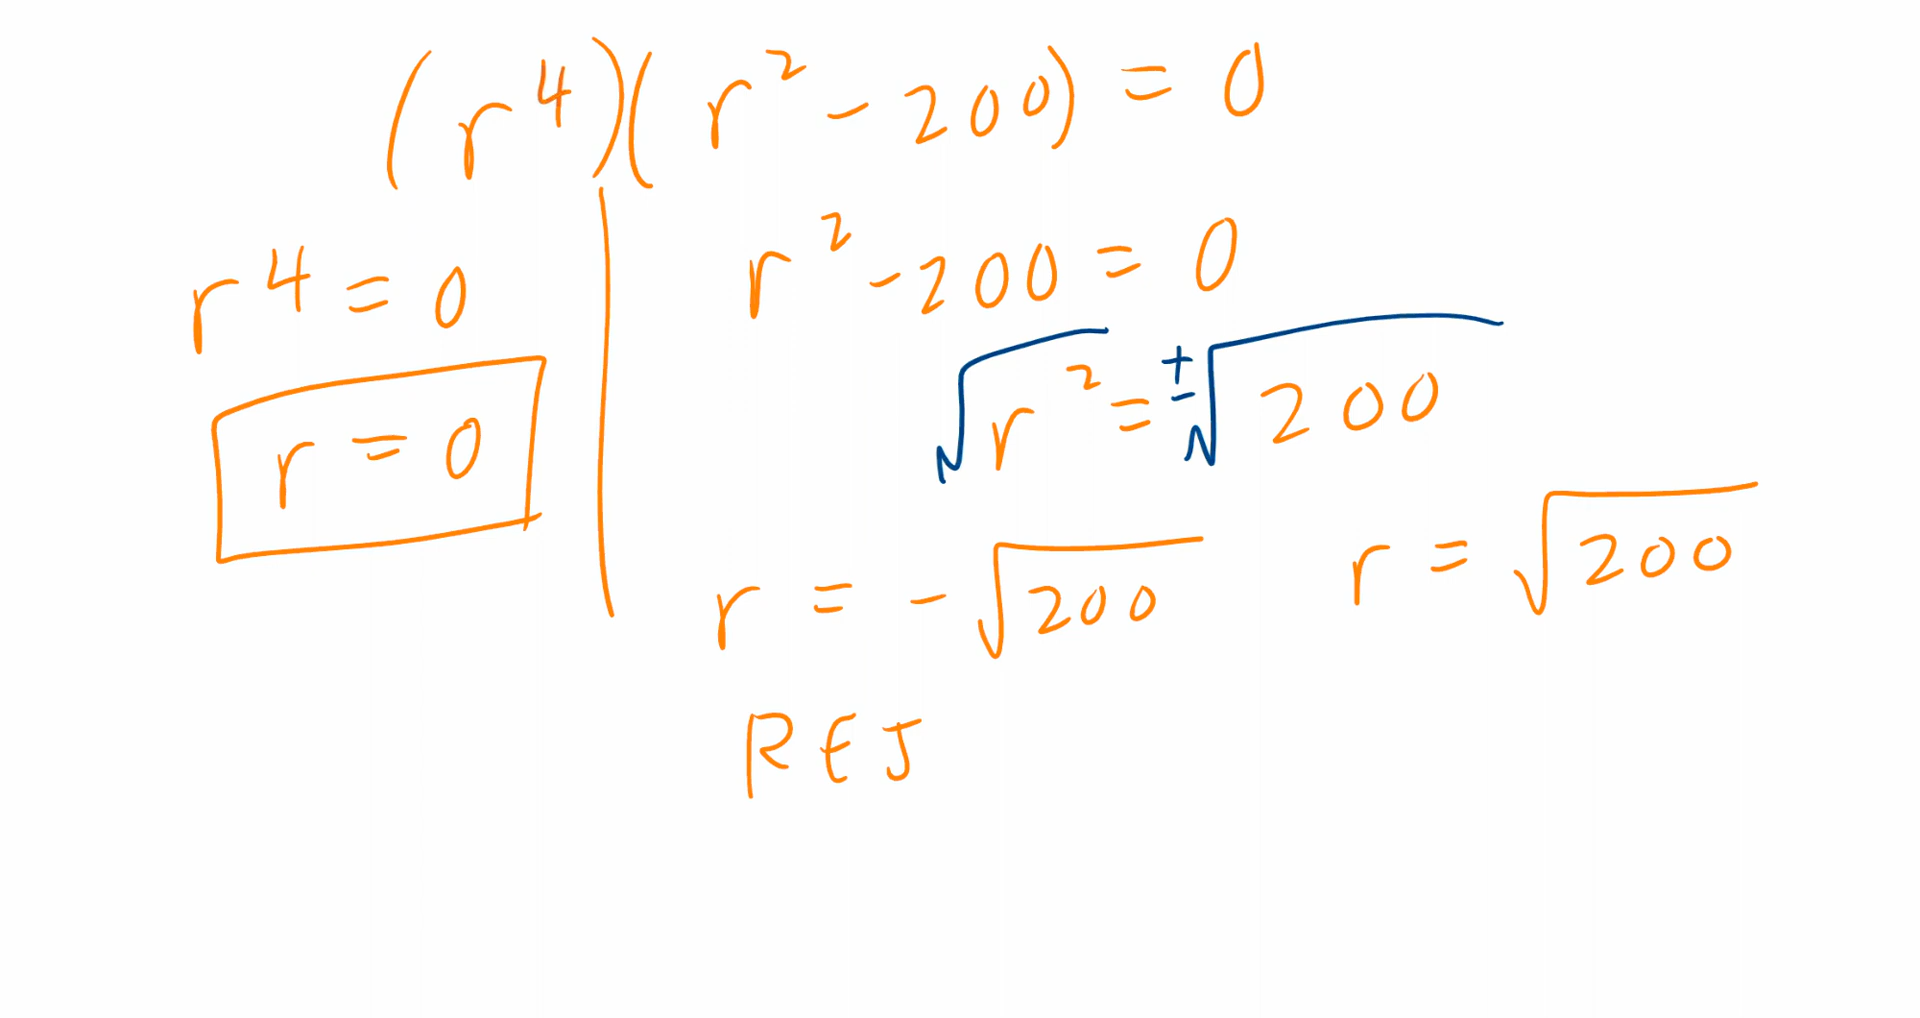 (r⁴)(r² - 200) = 0
r⁴ = 0
r² - 200 = 0
r = 0
√r² = ±√200
r = -√200
r = √200
REJ